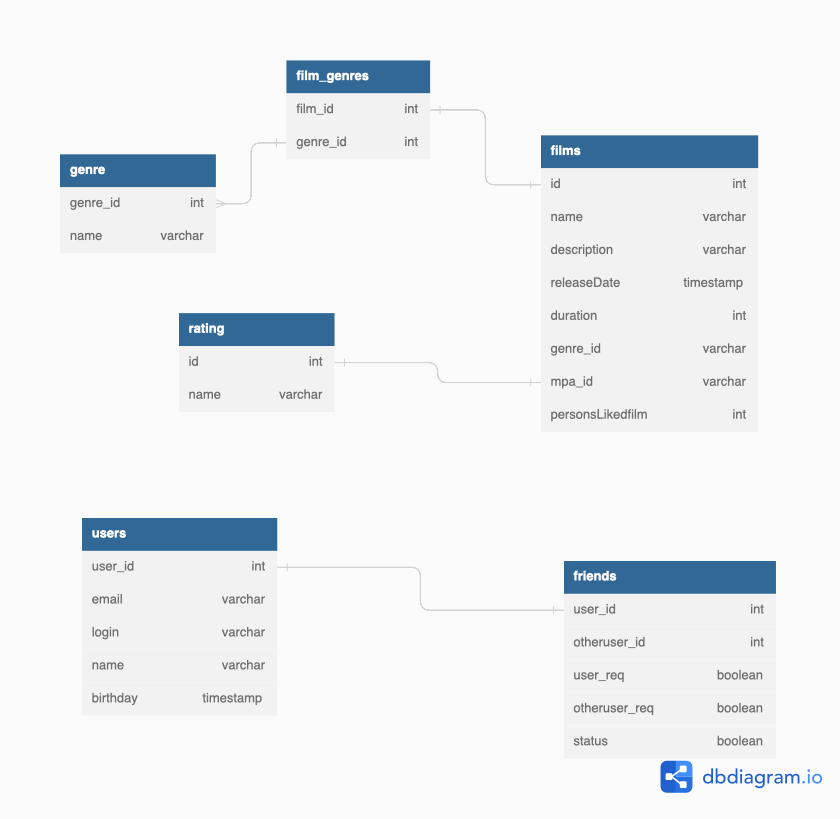 film_genres
film_id int
genre_id int
genre
genre_id int
name varchar
films
id int
name varchar
description varchar
releaseDate timestamp
duration int
genre_id varchar
mpa_id varchar
personsLikedfilm int
rating
id int
name varchar
users
user_id int
email varchar
login varchar
name varchar
birthday timestamp
friends
user_id int
otheruser_id int
user_req boolean
otheruser_req boolean
status boolean
dbdiagram.io